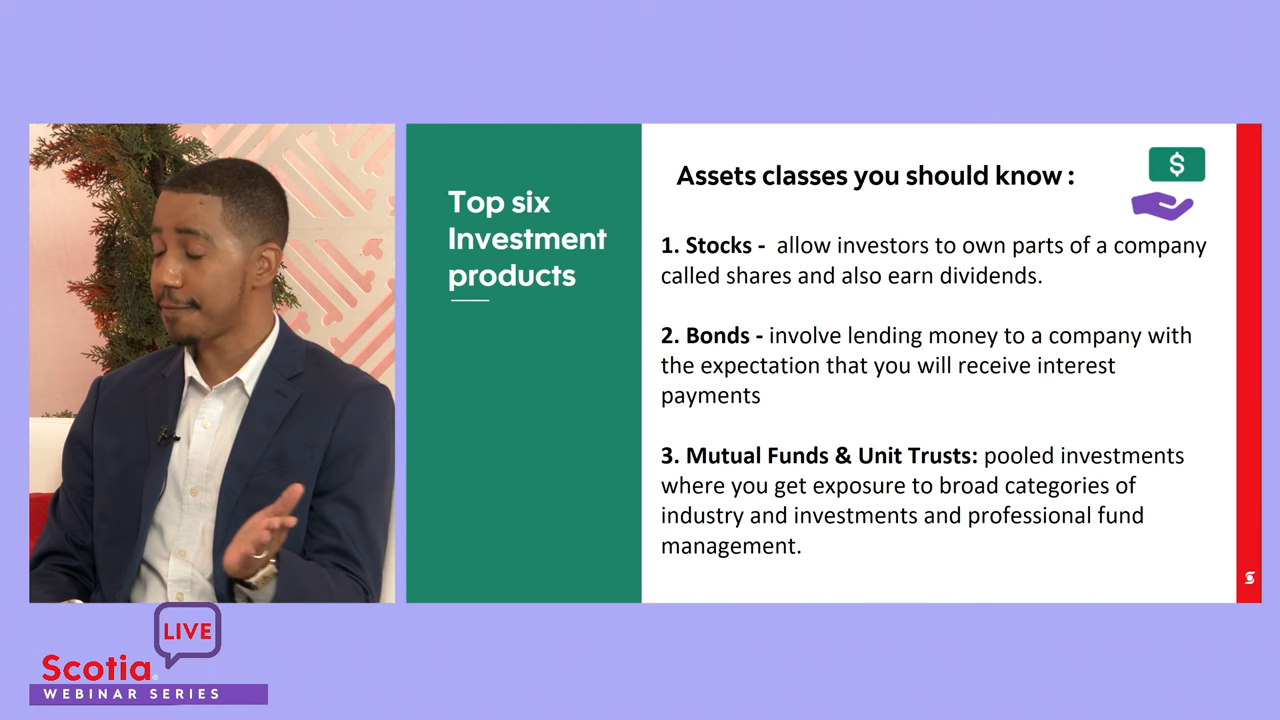 Top six
Investment
products
Assets classes you should know :
$
1. Stocks -  allow investors to own parts of a company
called shares and also earn dividends.
2. Bonds - involve lending money to a company with
the expectation that you will receive interest
payments
3. Mutual Funds & Unit Trusts: pooled investments
where you get exposure to broad categories of
industry and investments and professional fund
management.
LIVE
Scotia®
WEBINAR SERIES